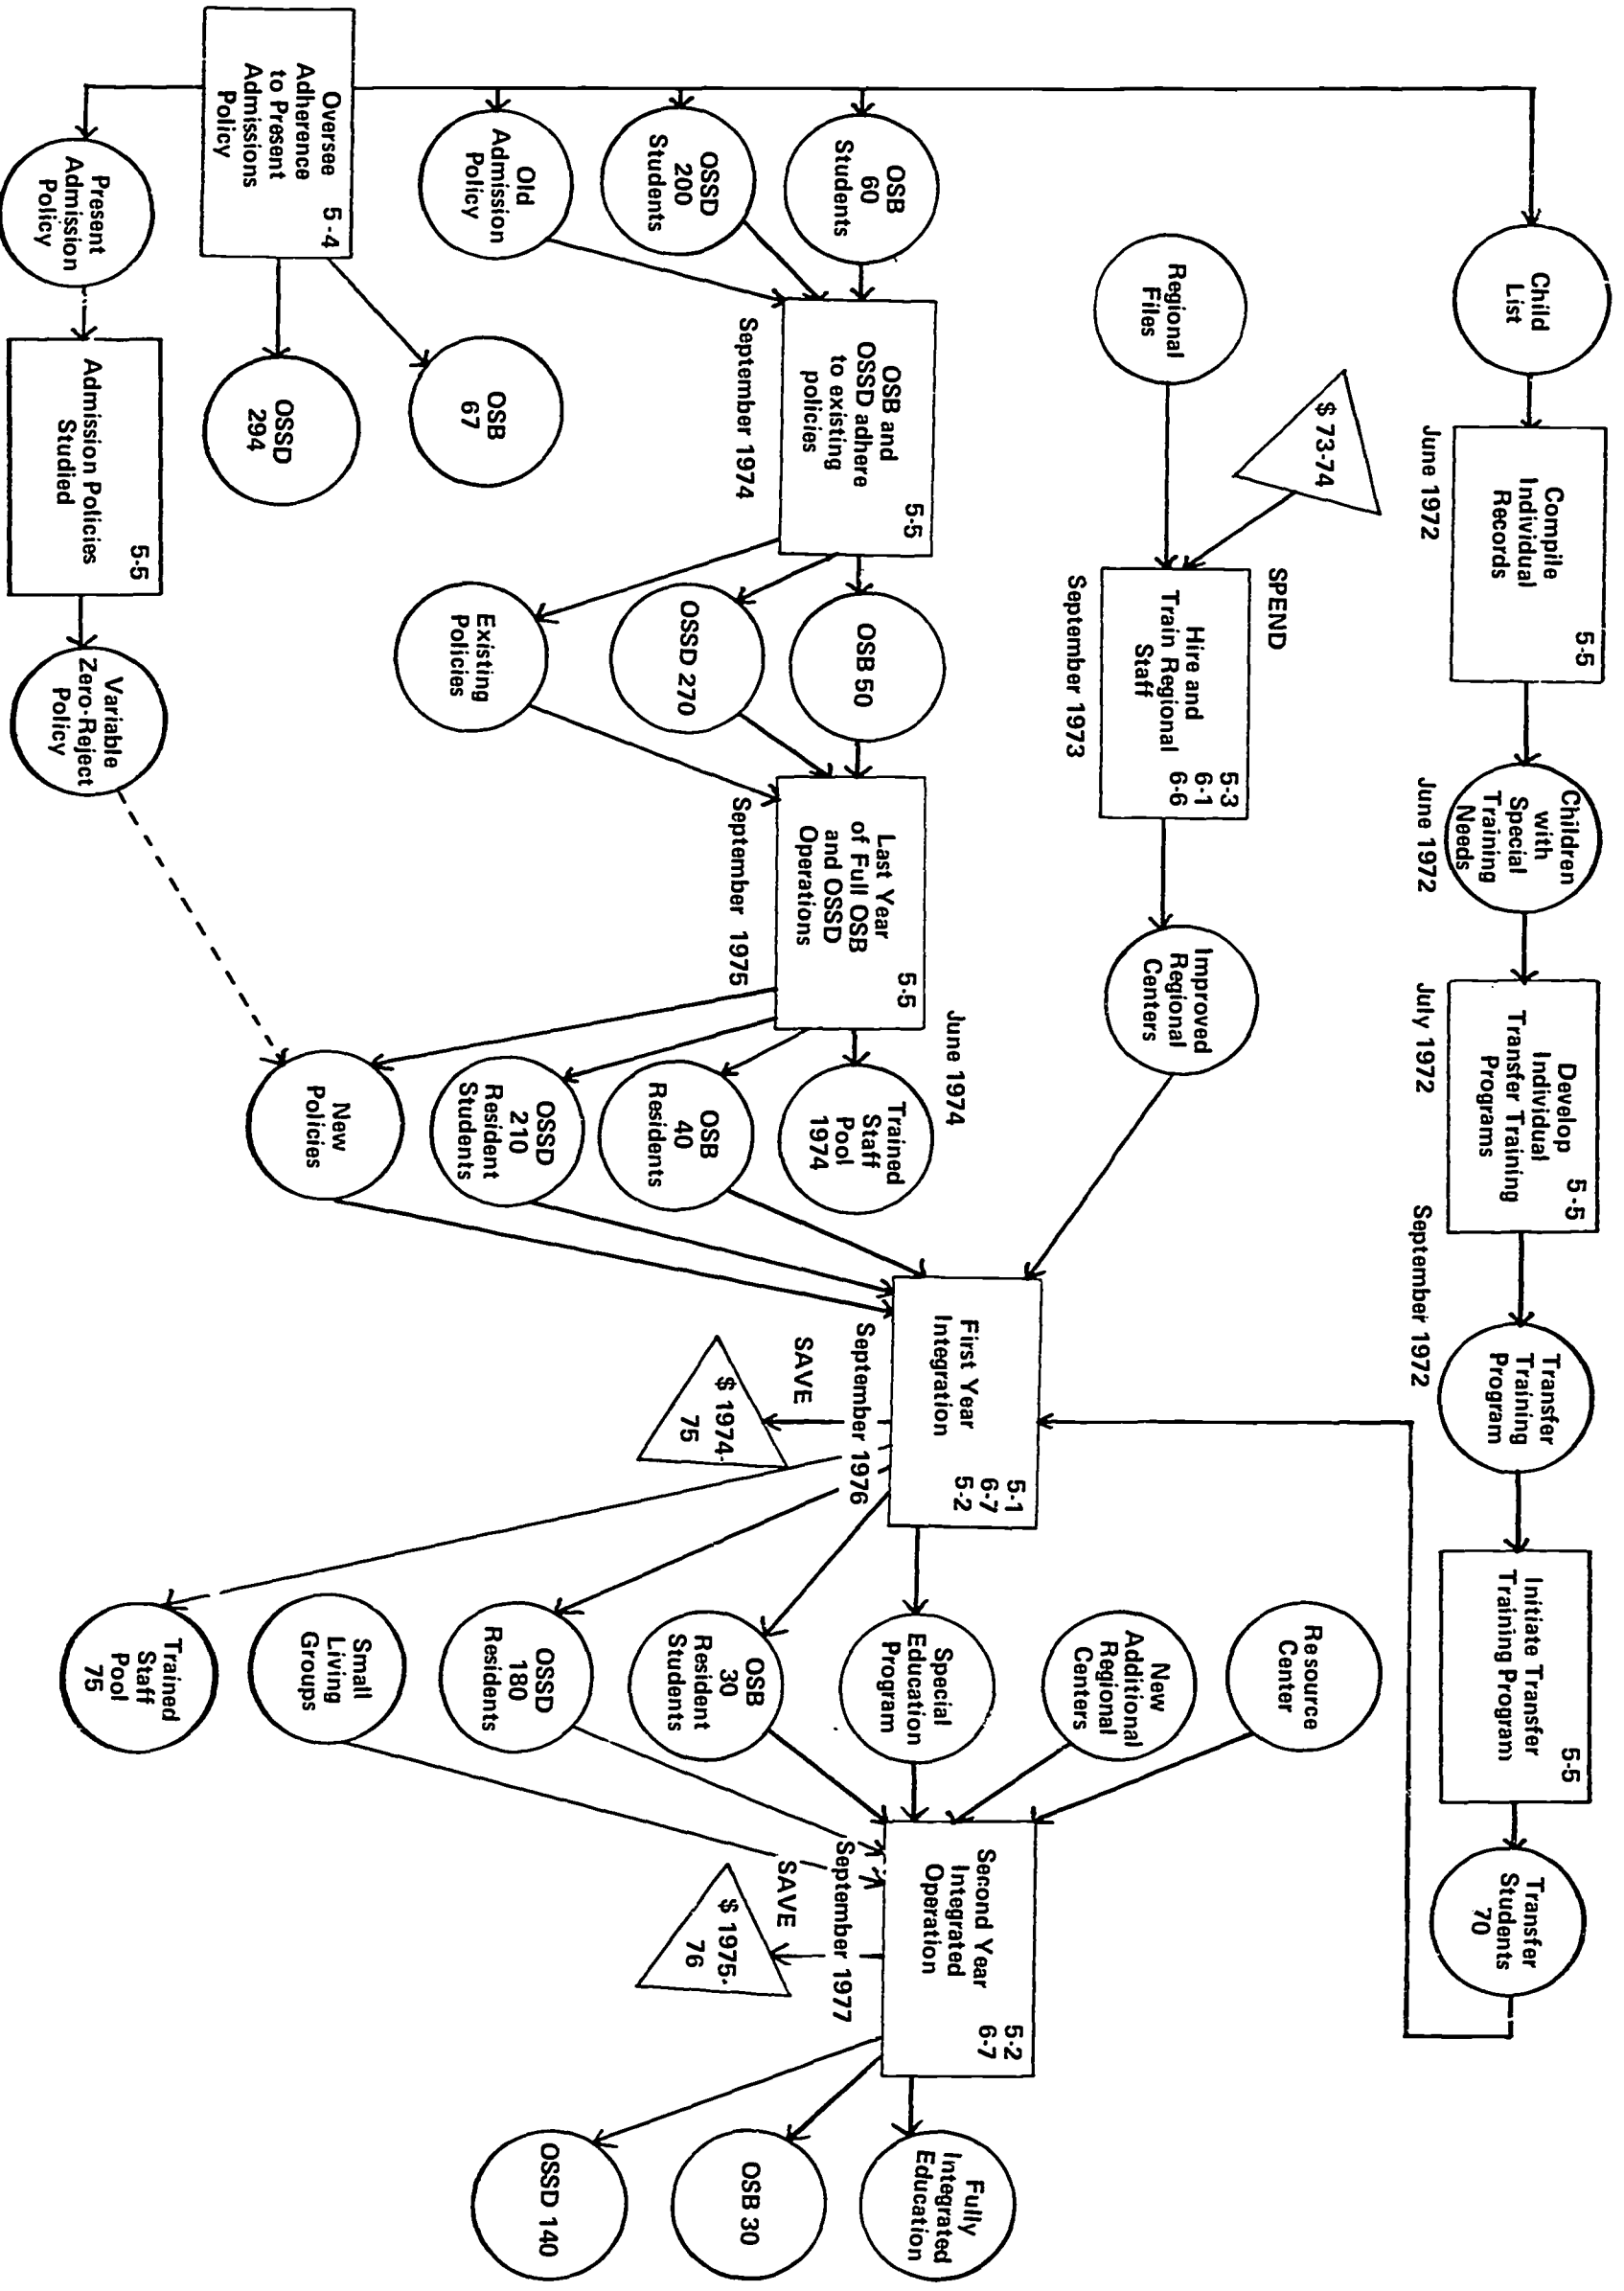 Oversee
Adherence
to Present
Admissions
Policy
5-4
Child
List
Compile
Individual
Records
5-5
June 1972
Children
with
Special
Training
Needs
June 1972
Develop
Individual
Transfer Training
Programs
5-5
July 1972
September 1972
Transfer
Training
Program
Initiate Transfer
Training Program
5-5
Transfer
Students
70
Regional
Files
$ 73-74
SPEND
Hire and
Train Regional
Staff
5-3
6-1
6-6
September 1973
Improved
Regional
Centers
OSB
60
Students
OSSD
200
Students
Old
Admission
Policy
OSB and
OSSD adhere
to existing
policies
5-5
September 1974
OSB 50
OSSD 270
Existing
Policies
Last Year
of Full OSB
and OSSD
Operations
5-5
September 1975
June 1974
Trained
Staff
Pool
1974
OSB
40
Residents
OSSD
210
Resident
Students
New
Policies
First Year
Integration
5-1
6-7
5-2
September 1976
SAVE
$ 1974-
75
Resource
Center
New
Additional
Regional
Centers
Special
Education
Program
OSB
30
Resident
Students
OSSD
180
Residents
Small
Living
Groups
Trained
Staff
Pool
75
Second Year
Integrated
Operation
5-2
6-7
September 1977
SAVE
$ 1975-
76
Fully
Integrated
Education
OSB 30
OSSD 140
OSB
67
OSSD
294
Present
Admission
Policy
Admission Policies
Studied
5-5
Variable
Zero-Reject
Policy